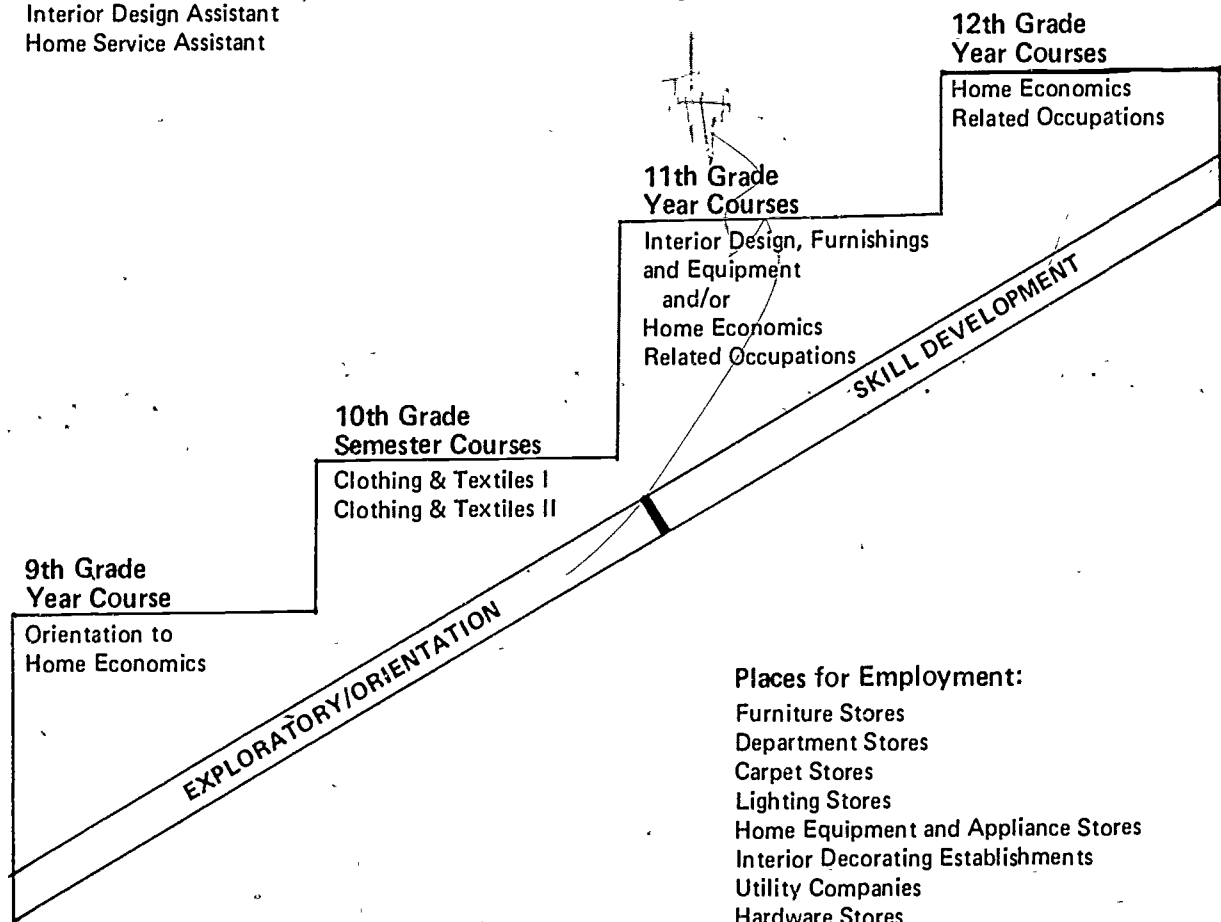 Interior Design Assistant
Home Service Assistant
12th Grade
Year Courses
Home Economics
Related Occupations
11th Grade
Year Courses
Interior Design, Furnishings
and Equipment
and/or
Home Economics
Related Occupations
SKILL DEVELOPMENT
10th Grade
Semester Courses
Clothing & Textiles I
Clothing & Textiles II
9th Grade
Year Course
Orientation to
Home Economics
EXPLORATORY/ORIENTATION
Places for Employment:
Furniture Stores
Department Stores
Carpet Stores
Lighting Stores
Home Equipment and Appliance Stores
Interior Decorating Establishments
Utility Companies
Hardware Stores